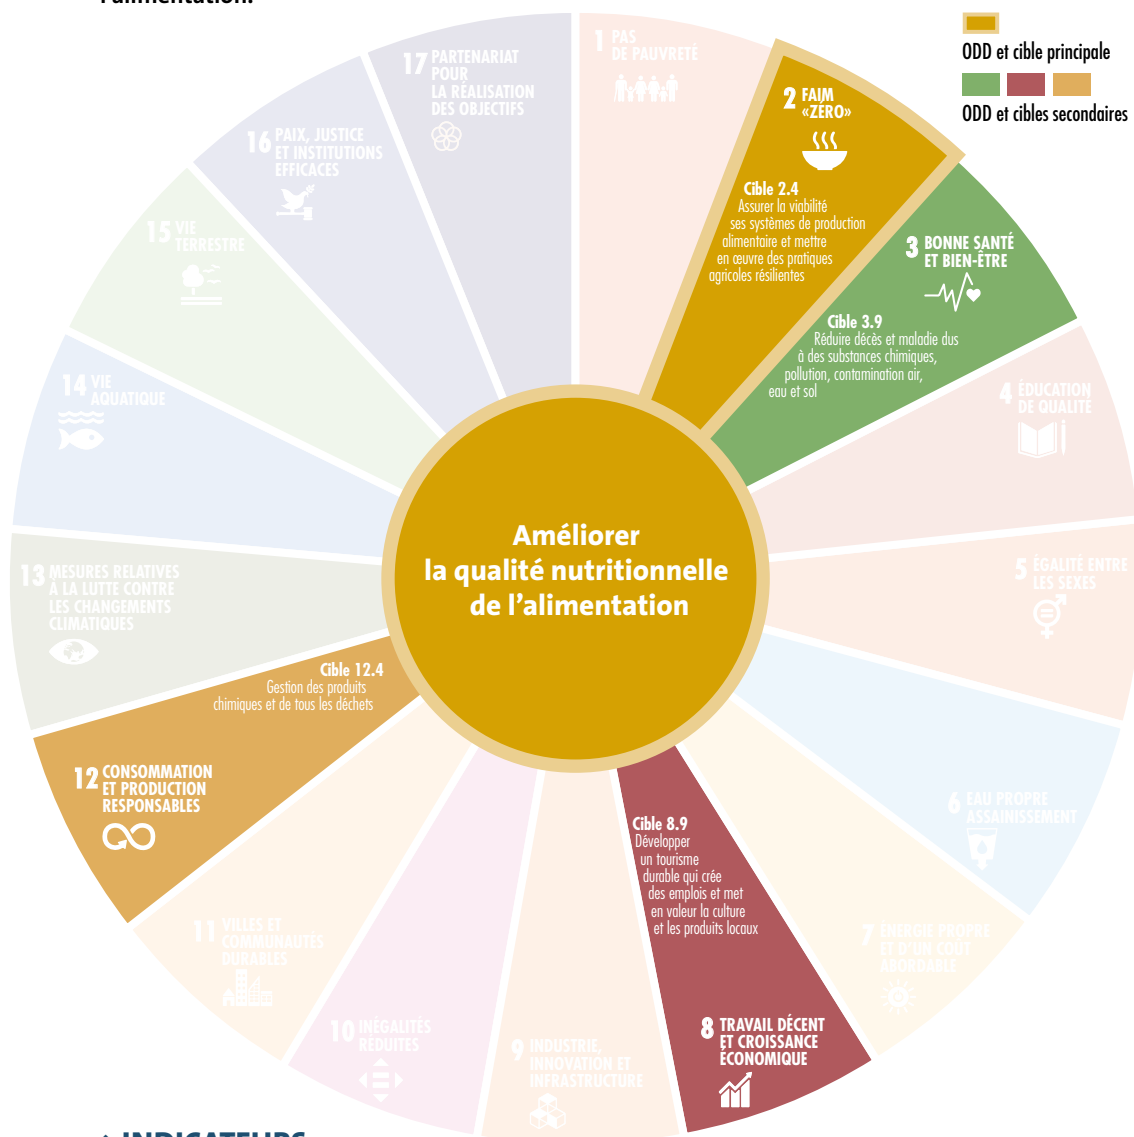 l'alimentation.
ODD et cible principale
ODD et cibles secondaires
1 PAS
DE PAUVRETÉ
2 FAIM
«ZÉRO»
Cible 2.4
Assurer la viabilité
ses systèmes de production
alimentaire et mettre
en œuvre des pratiques
agricoles résilientes
3 BONNE SANTÉ
ET BIEN-ÊTRE
Cible 3.9
Réduire décès et maladie dus
à des substances chimiques,
pollution, contamination air,
eau et sol
4 ÉDUCATION
DE QUALITÉ
5 ÉGALITÉ ENTRE
LES SEXES
6 EAU PROPRE
ASSAINISSEMENT
7 ÉNERGIE PROPRE
ET D'UN COÛT
ABORDABLE
Cible 8.9
Développer
un tourisme
durable qui crée
des emplois et met
en valeur la culture
et les produits locaux
8 TRAVAIL DÉCENT
ET CROISSANCE
ÉCONOMIQUE
9 INDUSTRIE,
INNOVATION ET
INFRASTRUCTURE
10 INÉGALITÉS
RÉDUITES
11 VILLES ET
COMMUNAUTÉS
DURABLES
Cible 12.4
Gestion des produits
chimiques et de tous les déchets
12 CONSOMMATION
ET PRODUCTION
RESPONSABLES
13 MESURES RELATIVES
À LA LUTTE CONTRE
LES CHANGEMENTS
CLIMATIQUES
14 VIE
AQUATIQUE
15 VIE
TERRESTRE
16 PAIX, JUSTICE
ET INSTITUTIONS
EFFICACES
17 PARTENARIAT
POUR
LA RÉALISATION
DES OBJECTIFS
Améliorer
la qualité nutritionnelle
de l'alimentation
INDICATEURS